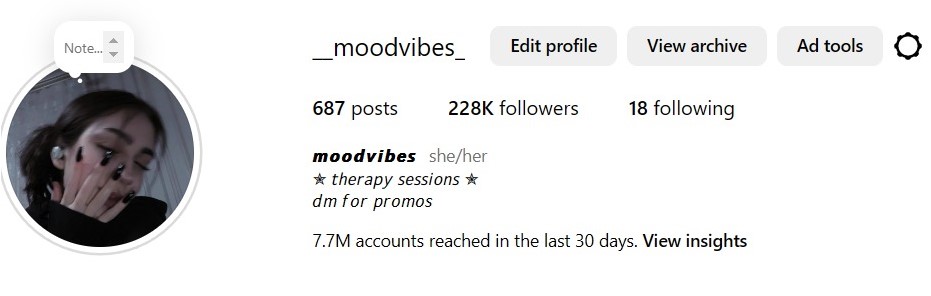 Note...
__moodvibes_ Edit profile View archive Ad tools
687 posts 228K followers 18 following
moodvibes she/her
✯ therapy sessions ✯
dm for promos
7.7M accounts reached in the last 30 days. View insights